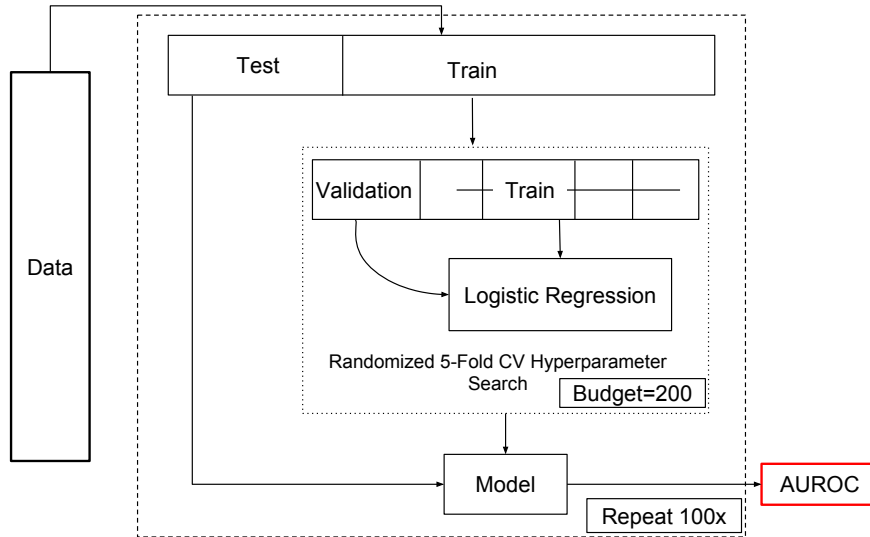 Test
Train
Data
Validation
Train
Logistic Regression
Randomized 5-Fold CV Hyperparameter
Search
Budget=200
Model
AUROC
Repeat 100x